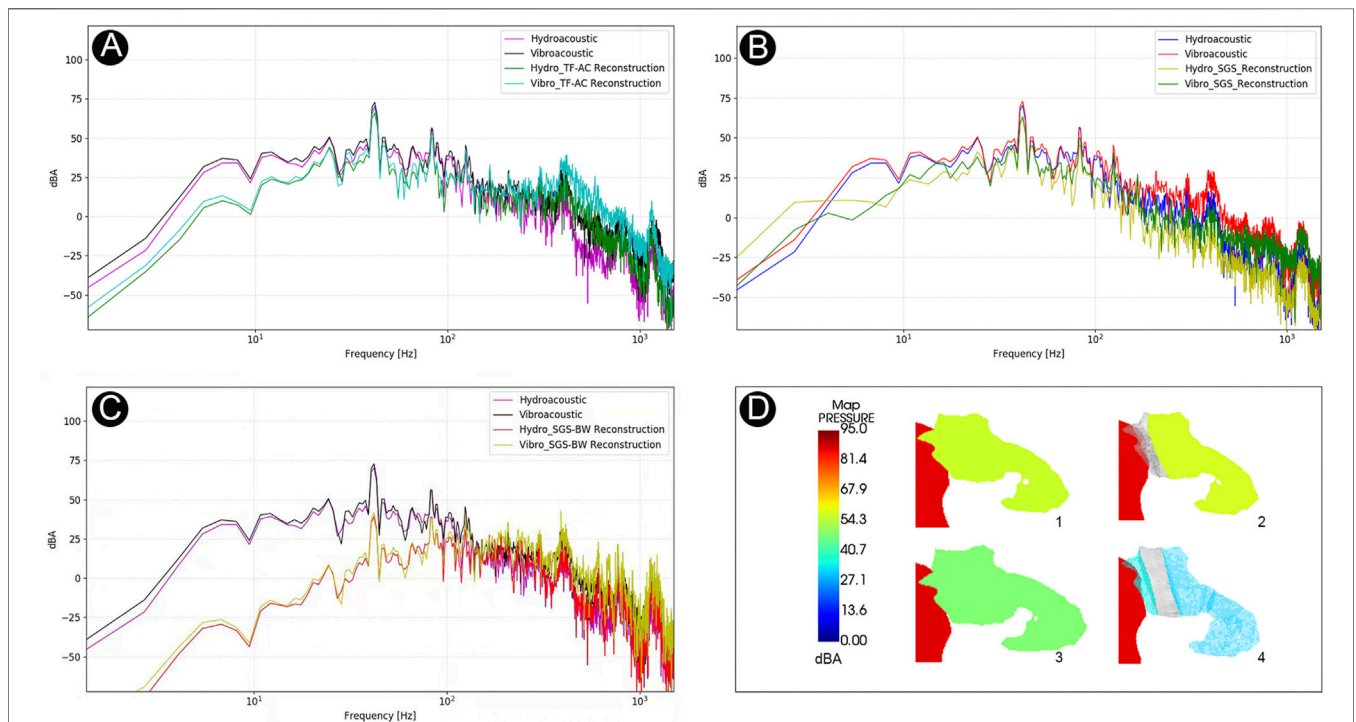 A
Hydroacoustic
Vibroacoustic
Hydro_TF-AC Reconstruction
Vibro_TF-AC Reconstruction
100
75
50
25
0
−25
−50
dBA
10¹
10²
10³
Frequency [Hz]
B
Hydroacoustic
Vibroacoustic
Hydro_SGS_Reconstruction
Vibro_SGS_Reconstruction
100
75
50
25
0
−25
−50
dBA
10¹
10²
10³
Frequency [Hz]
C
Hydroacoustic
Vibroacoustic
Hydro_SGS-BW Reconstruction
Vibro_SGS-BW Reconstruction
100
75
50
25
0
−25
−50
dBA
10¹
10²
10³
Frequency [Hz]
D
Map
PRESSURE
95.0
81.4
67.9
54.3
40.7
27.1
13.6
0.00
dBA
1
2
3
4